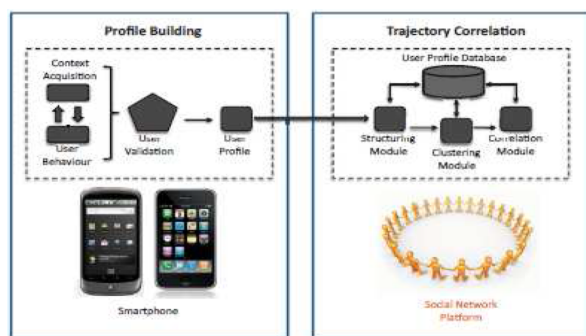 Profile Building
Context
Acquisition
User
Behaviour
User
Validation
User
Profile
Smartphone
Trajectory Correlation
User Profile Database
Structuring
Module
Clustering
Module
Correlation
Module
Social Network
Platform